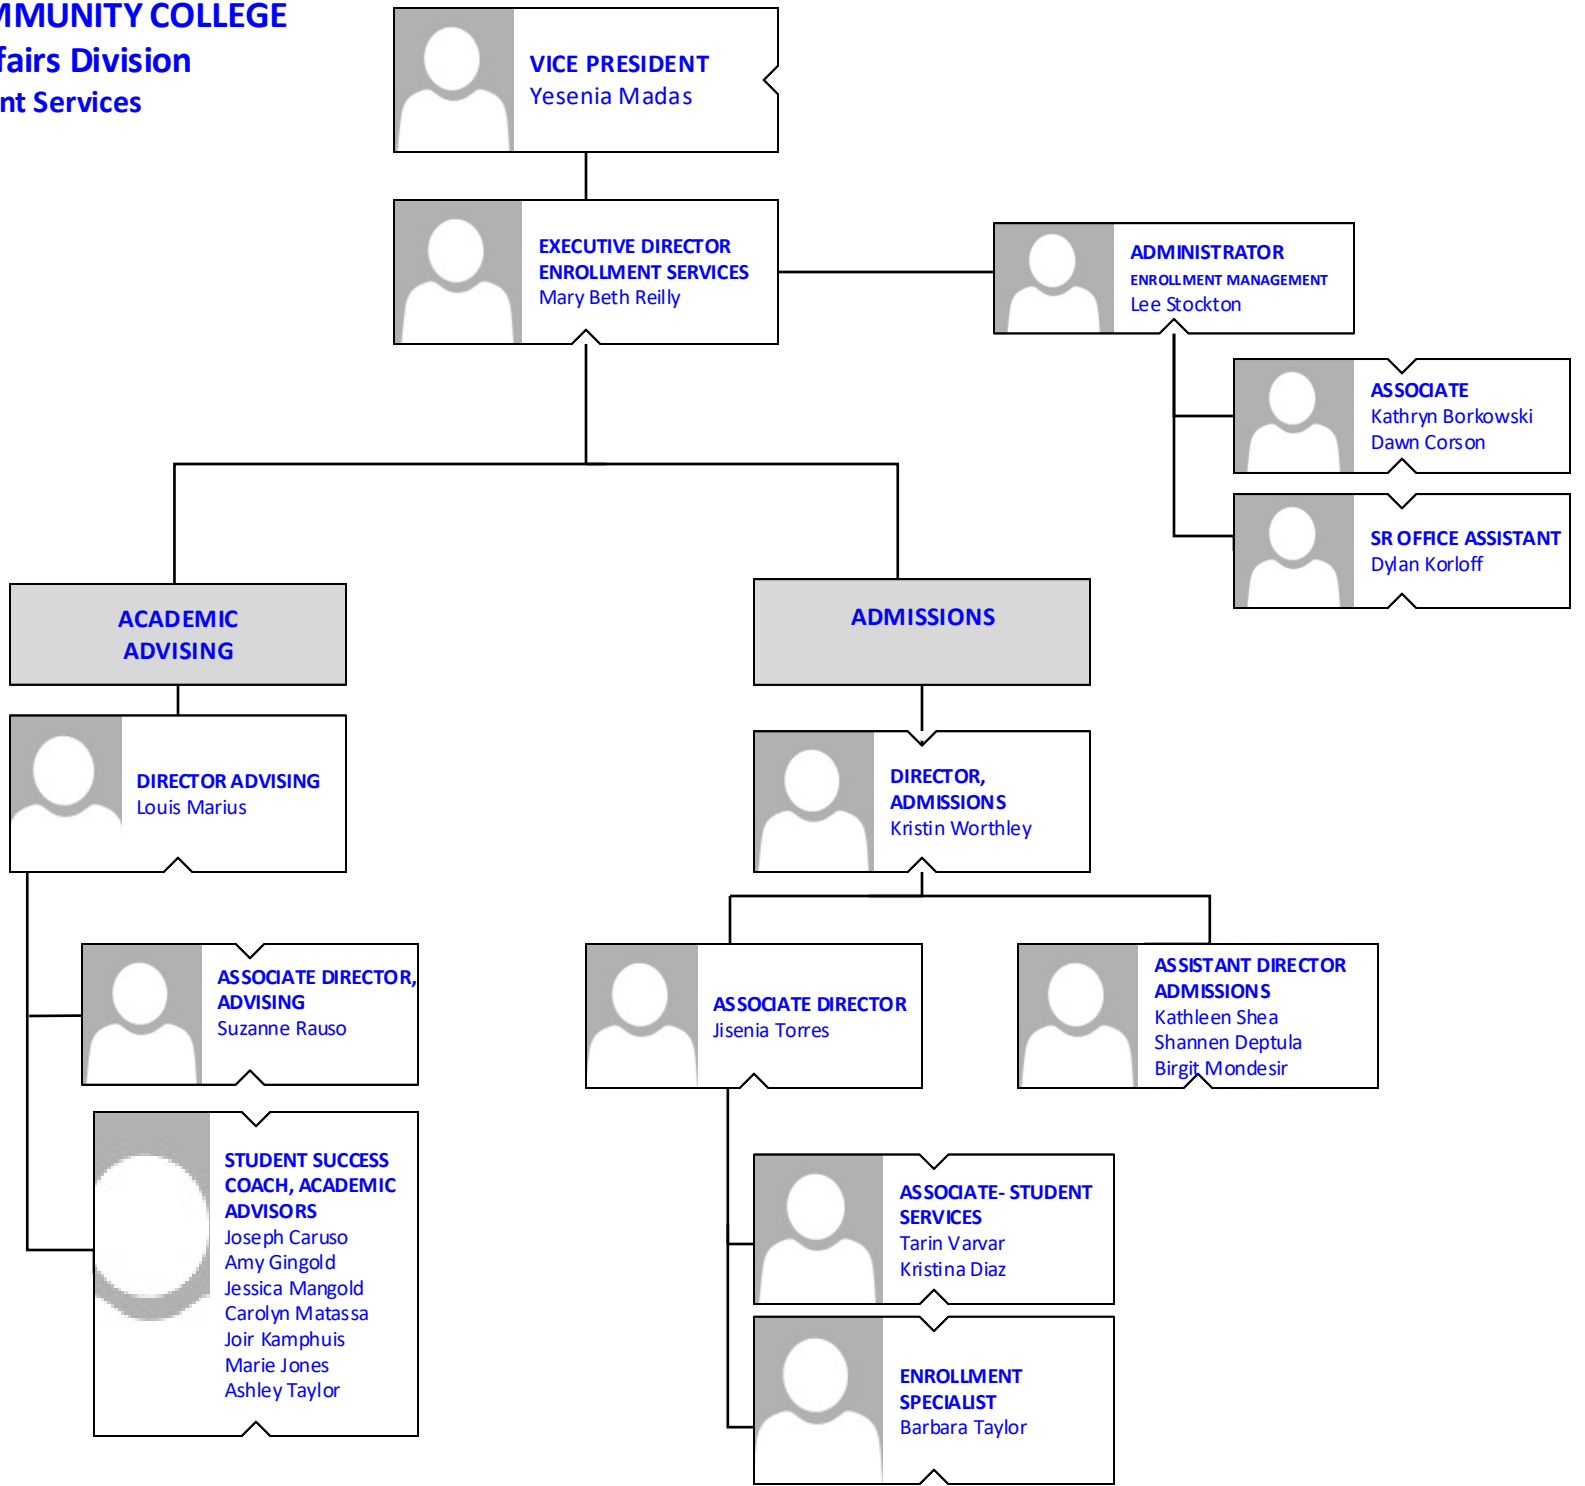 MMUNITY COLLEGE
fairs Division
nt Services
VICE PRESIDENT
Yesenia Madas
EXECUTIVE DIRECTOR
ENROLLMENT SERVICES
Mary Beth Reilly
ADMINISTRATOR
ENROLLMENT MANAGEMENT
Lee Stockton
ASSOCIATE
Kathryn Borkowski
Dawn Corson
SR OFFICE ASSISTANT
Dylan Korloff
ACADEMIC
ADVISING
ADMISSIONS
DIRECTOR ADVISING
Louis Marius
DIRECTOR,
ADMISSIONS
Kristin Worthley
ASSOCIATE DIRECTOR,
ADVISING
Suzanne Rauso
ASSOCIATE DIRECTOR
Jisenia Torres
ASSISTANT DIRECTOR
ADMISSIONS
Kathleen Shea
Shannen Deptula
Birgit Mondesir
STUDENT SUCCESS
COACH, ACADEMIC
ADVISORS
Joseph Caruso
Amy Gingold
Jessica Mangold
Carolyn Matassa
Joir Kamphuis
Marie Jones
Ashley Taylor
ASSOCIATE- STUDENT
SERVICES
Tarin Varvar
Kristina Diaz
ENROLLMENT
SPECIALIST
Barbara Taylor